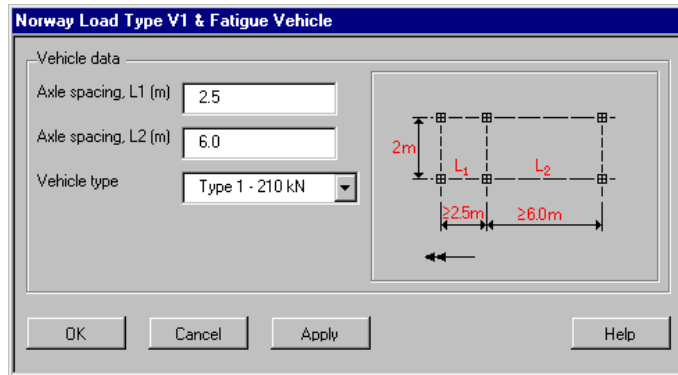 Norway Load Type V1 & Fatigue Vehicle
Vehicle data
Axle spacing, L1 (m) 2.5
Axle spacing, L2 (m) 6.0
Vehicle type Type 1 - 210 kN
2m
L₁ L₂
≥2.5m ≥6.0m
OK Cancel Apply Help